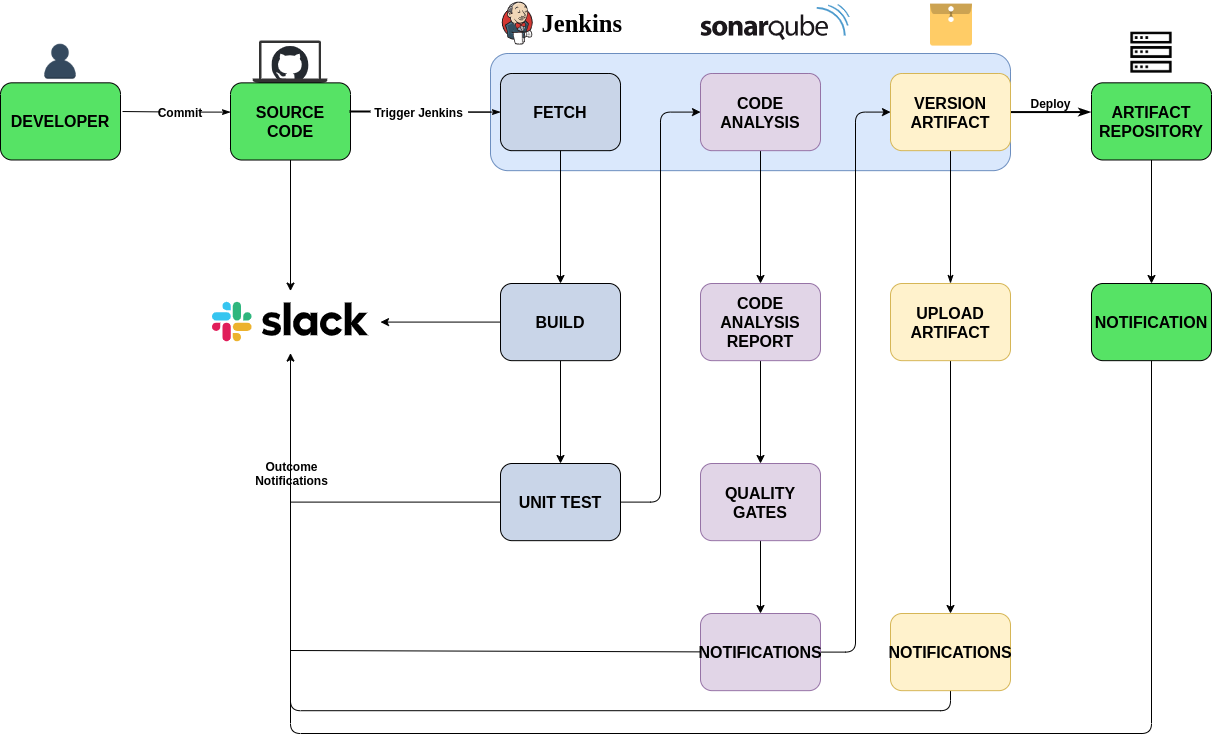 Jenkins
sonarqube
DEVELOPER
Commit
SOURCE
CODE
Trigger Jenkins
FETCH
CODE
ANALYSIS
VERSION
ARTIFACT
Deploy
ARTIFACT
REPOSITORY
slack
BUILD
CODE
ANALYSIS
REPORT
UPLOAD
ARTIFACT
NOTIFICATION
Outcome
Notifications
UNIT TEST
QUALITY
GATES
NOTIFICATIONS
NOTIFICATIONS